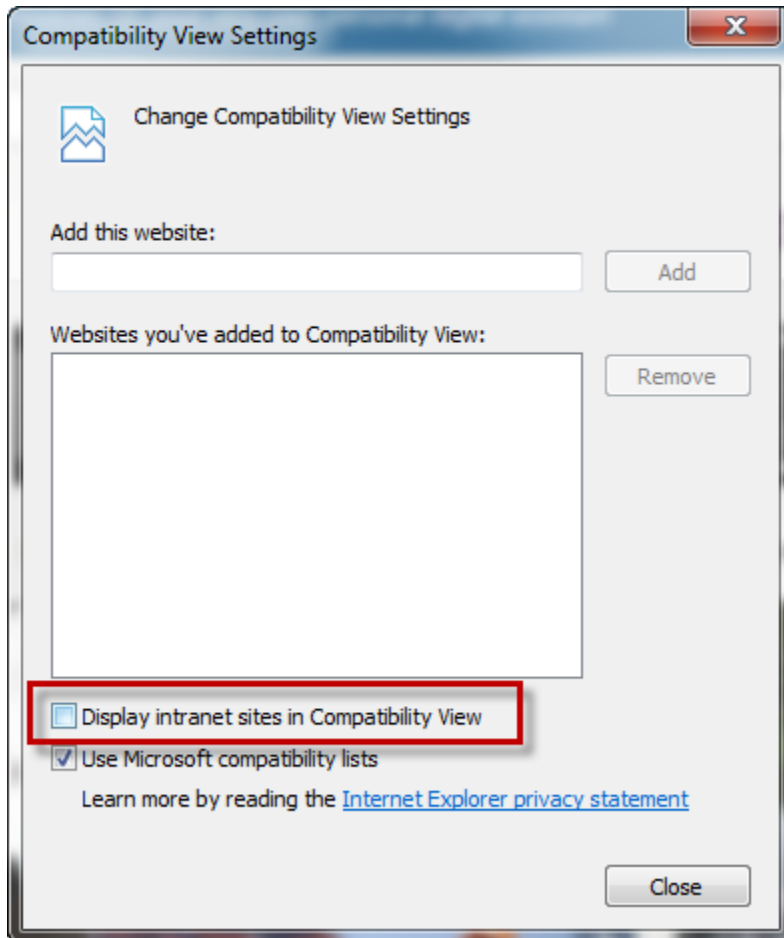 Compatibility View Settings
Change Compatibility View Settings
Add this website:
Add
Websites you've added to Compatibility View:
Remove
Display intranet sites in Compatibility View
Use Microsoft compatibility lists
Learn more by reading the Internet Explorer privacy statement
Close